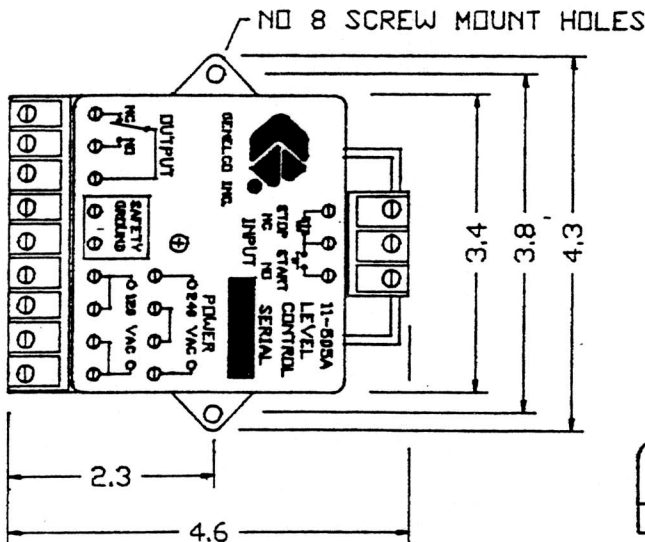 NO 8 SCREW MOUNT HOLES
NC
NO
OUTPUT
GENELCO INC.
SAFETY
GROUND
STOP START
NC NO
INPUT
120 VAC
240 VAC
POWER
11-505A
LEVEL
CONTROL
SERIAL
3.4
3.8
4.3
2.3
4.6